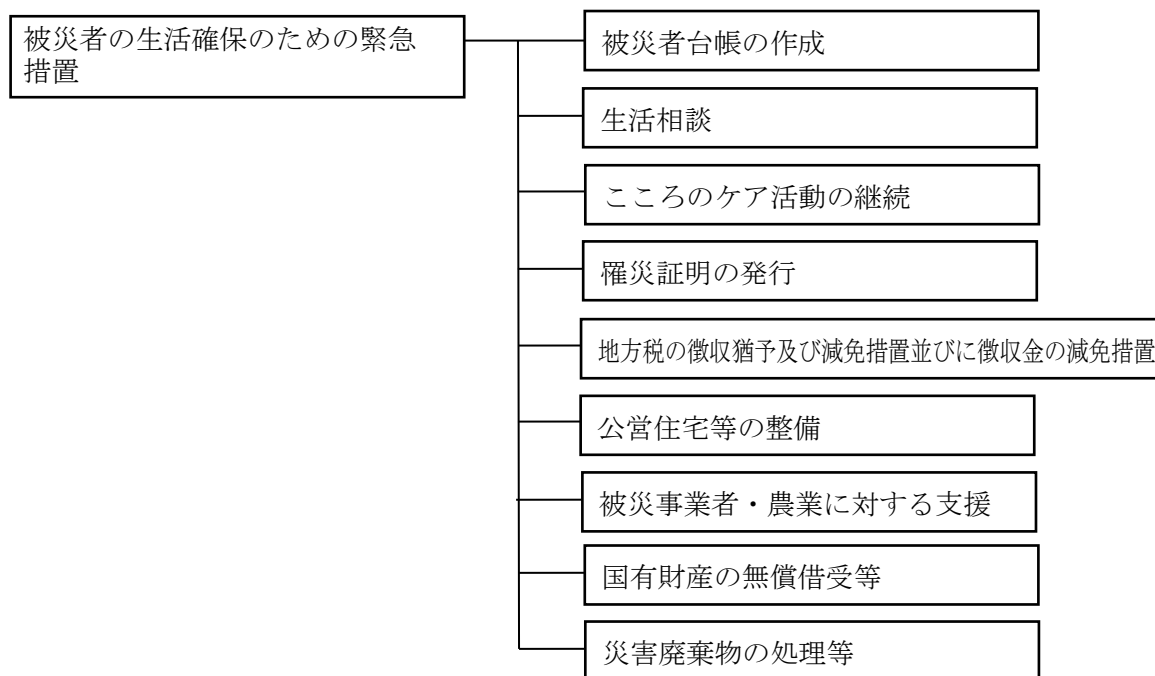 被災者の生活確保のための緊急
措置
被災者台帳の作成
生活相談
こころのケア活動の継続
罹災証明の発行
地方税の徴収猶予及び減免措置並びに徴収金の減免措置
公営住宅等の整備
被災事業者・農業に対する支援
国有財産の無償借受等
災害廃棄物の処理等